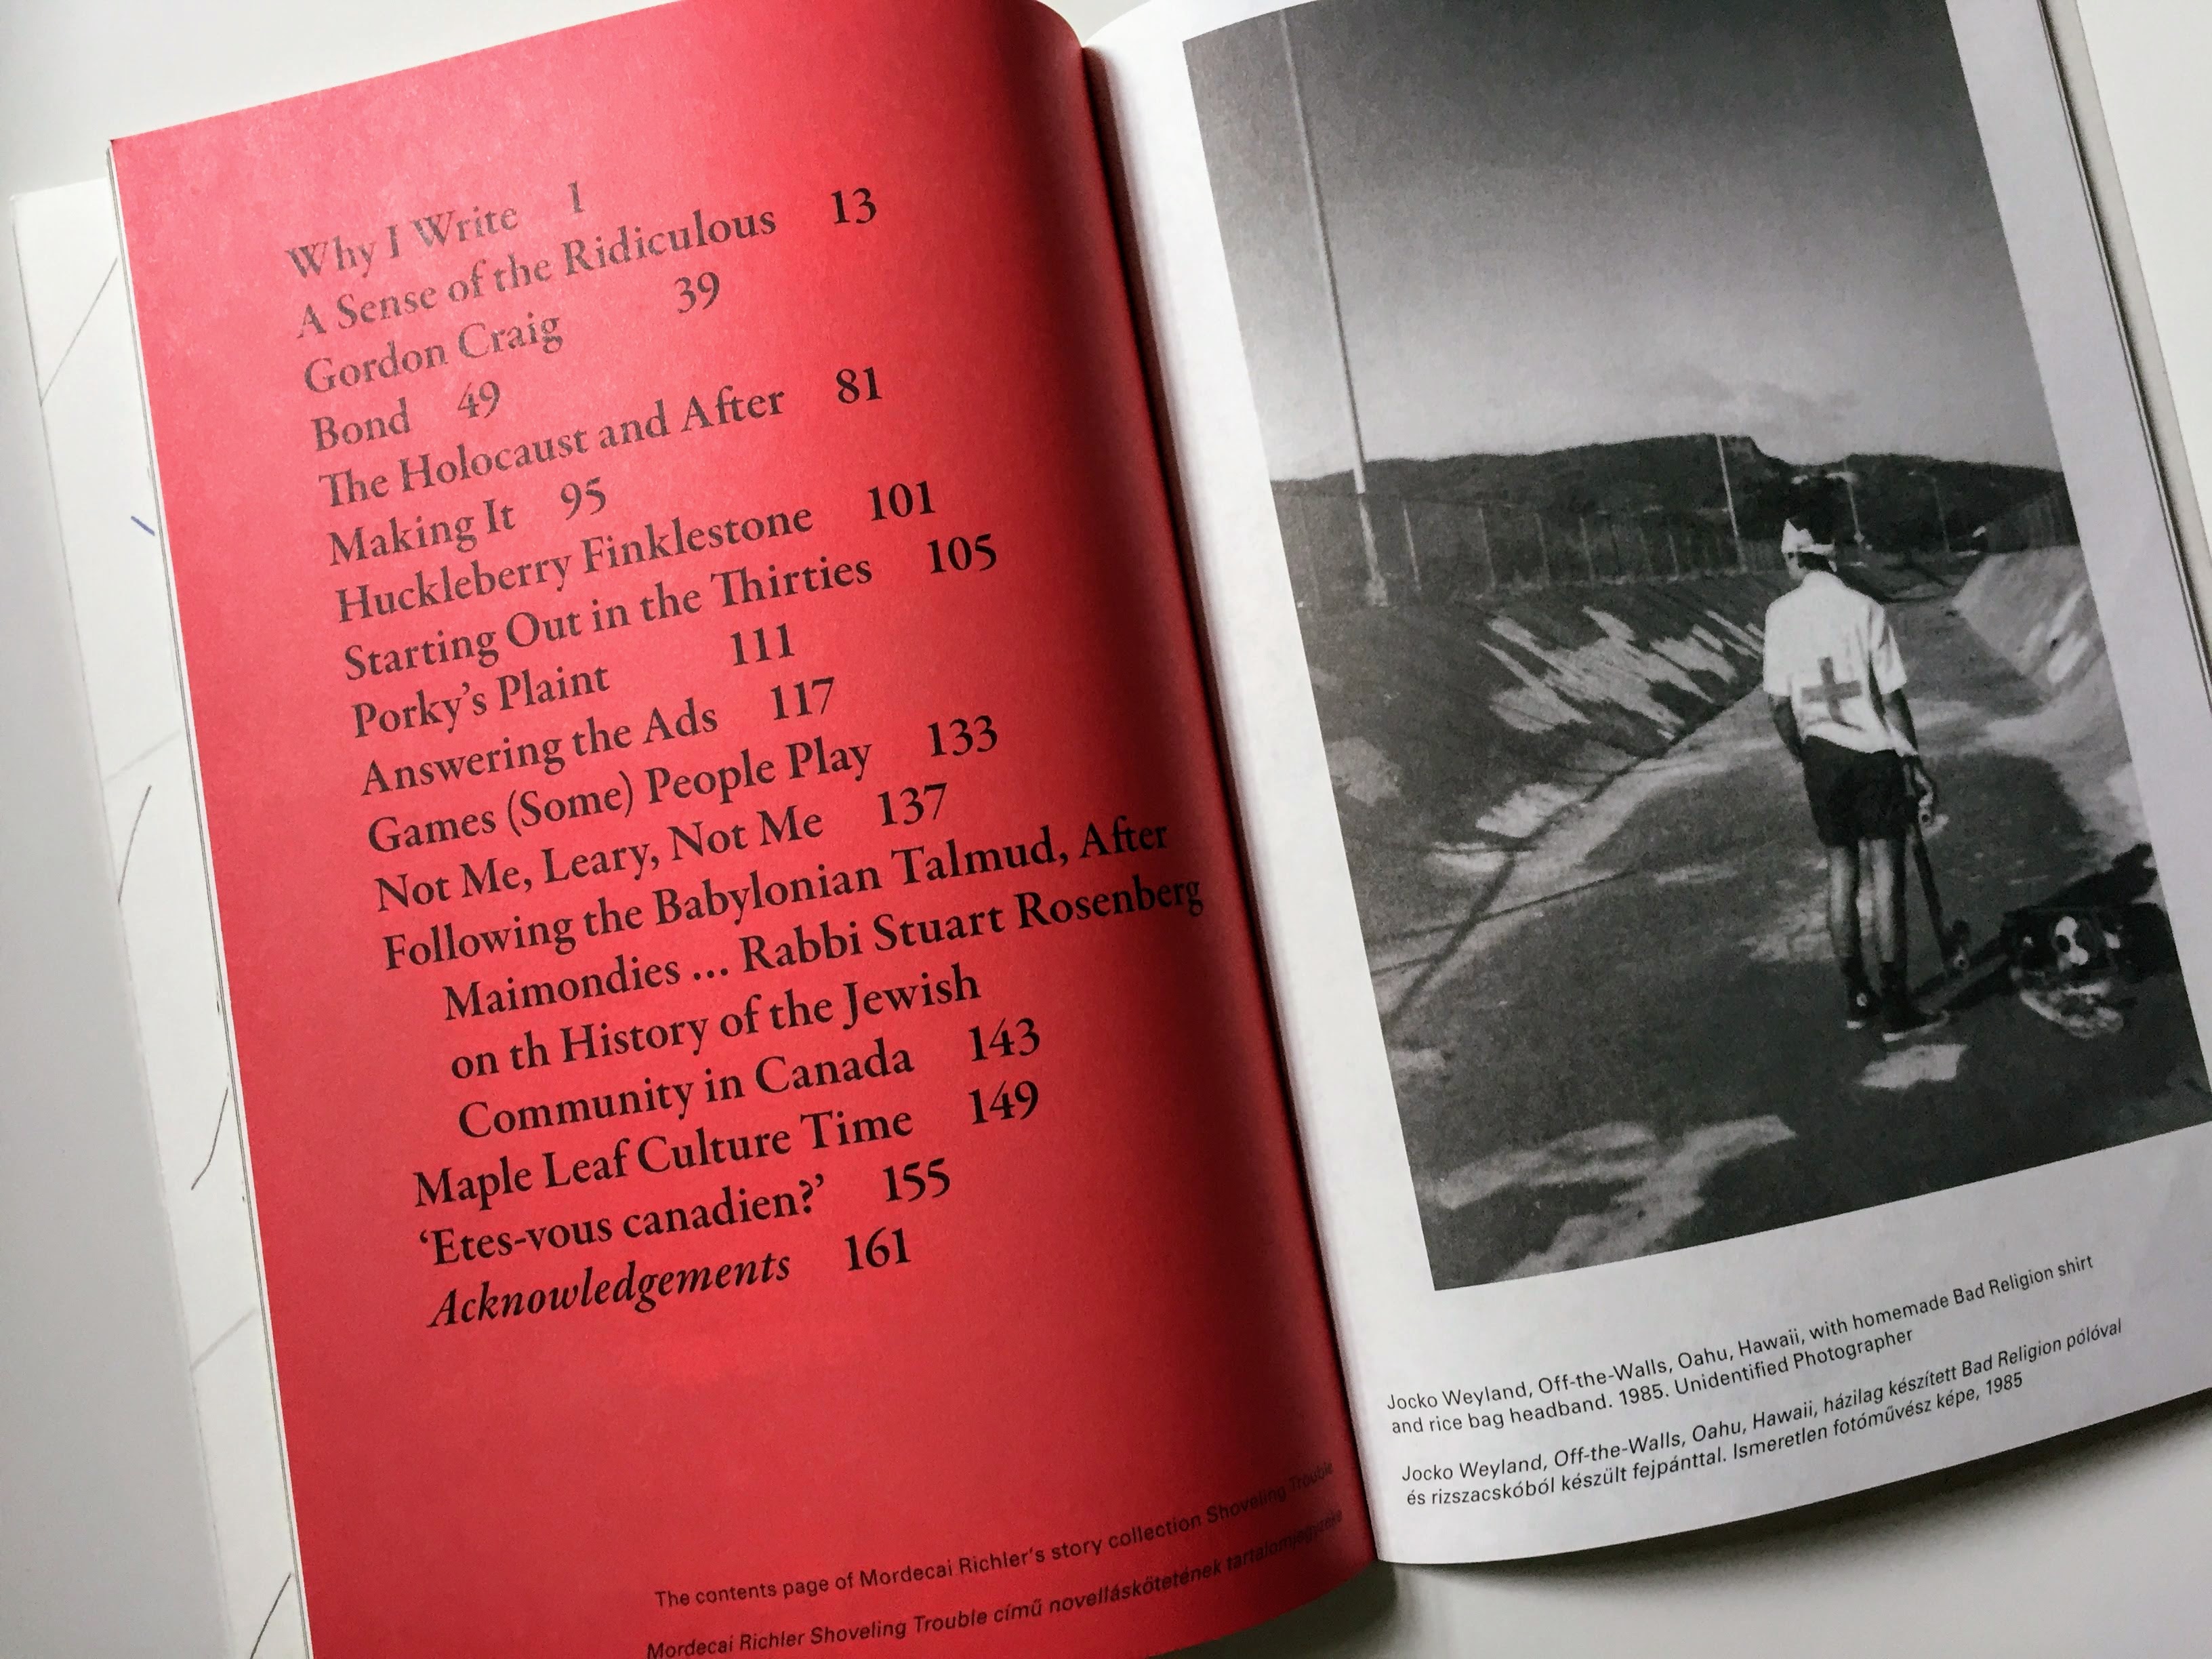 Why I Write 1
A Sense of the Ridiculous 13
Gordon Craig 39
Bond 49
The Holocaust and After 81
Making It 95
Huckleberry Finklestone 101
Starting Out in the Thirties 105
Porky's Plaint 111
Answering the Ads 117
Games (Some) People Play 133
Not Me, Leary, Not Me 137
Following the Babylonian Talmud, After
Maimondies ... Rabbi Stuart Rosenberg
on th History of the Jewish
Community in Canada 143
Maple Leaf Culture Time 149
‘Etes-vous canadien?’ 155
Acknowledgements 161
The contents page of Mordecai Richler's story collection Shoveling Trouble
Mordecai Richler Shoveling Trouble című novelláskötetének tartalomjegyzéke
Jocko Weyland, Off-the-Walls, Oahu, Hawaii, with homemade Bad Religion shirt
and rice bag headband. 1985. Unidentified Photographer
Jocko Weyland, Off-the-Walls, Oahu, Hawaii, házilag készített Bad Religion pólóval
és rizszacskóból készült fejpánttal. Ismeretlen fotóművész képe, 1985